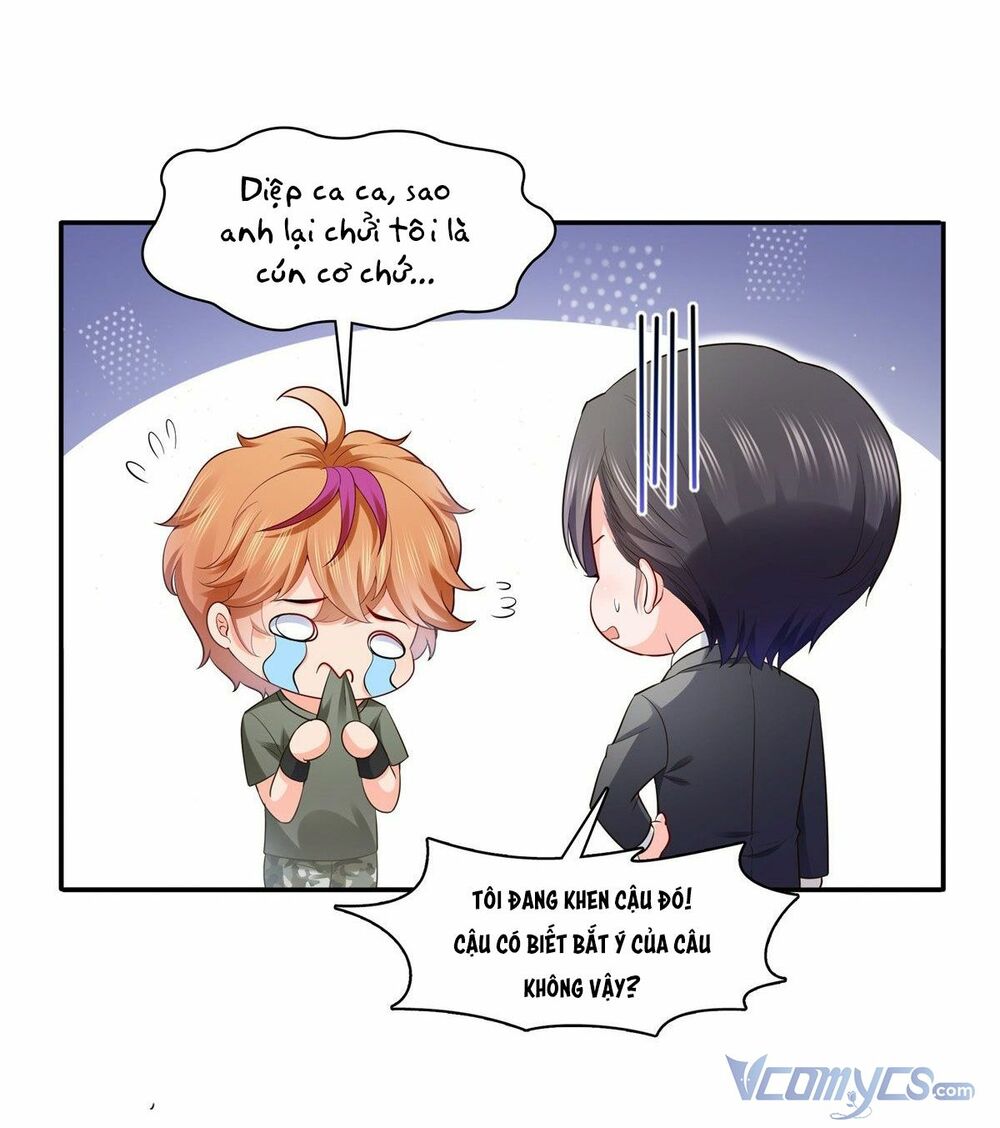 Diệp ca ca, sao
anh lại chửi tôi là
cún cơ chứ...
TÔI ĐANG KHEN CẬU ĐÓ!
CẬU CÓ BIẾT BẮT Ý CỦA CÂU
KHÔNG VẬY?
VCOMYCS.com